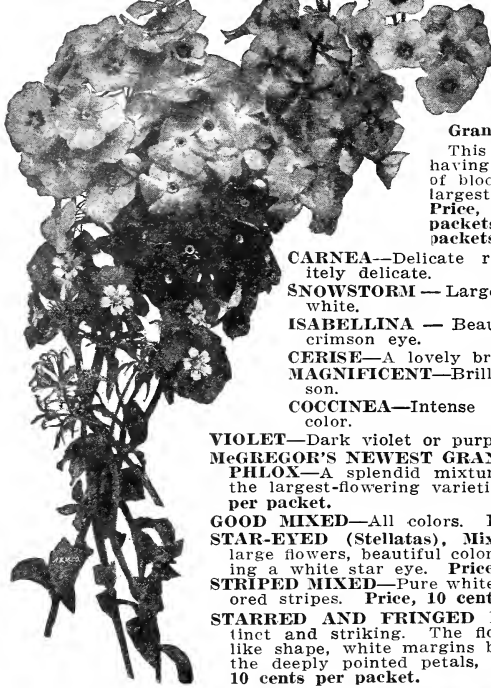 Gran
This
having
of bloo
largest
Price,
packets
packets
CARNEA—Delicate r
itely delicate.
SNOWSTORM — Large
white.
ISABELLINA — Beau
crimson eye.
CERISE—A lovely br
MAGNIFICENT—Brill
son.
COCCINEA—Intense
color.
VIOLET—Dark violet or purp
McGREGOR'S NEWEST GRAN
PHLOX—A splendid mixtur
the largest-flowering varieti
per packet.
GOOD MIXED—All colors.
STAR-EYED (Stellatas), Mix
large flowers, beautiful color
ing a white star eye. Price
STRIPED MIXED—Pure white
ored stripes. Price, 10 cent
STARRED AND FRINGED
tinct and striking. The flo
like shape, white margins b
the deeply pointed petals,
10 cents per packet.